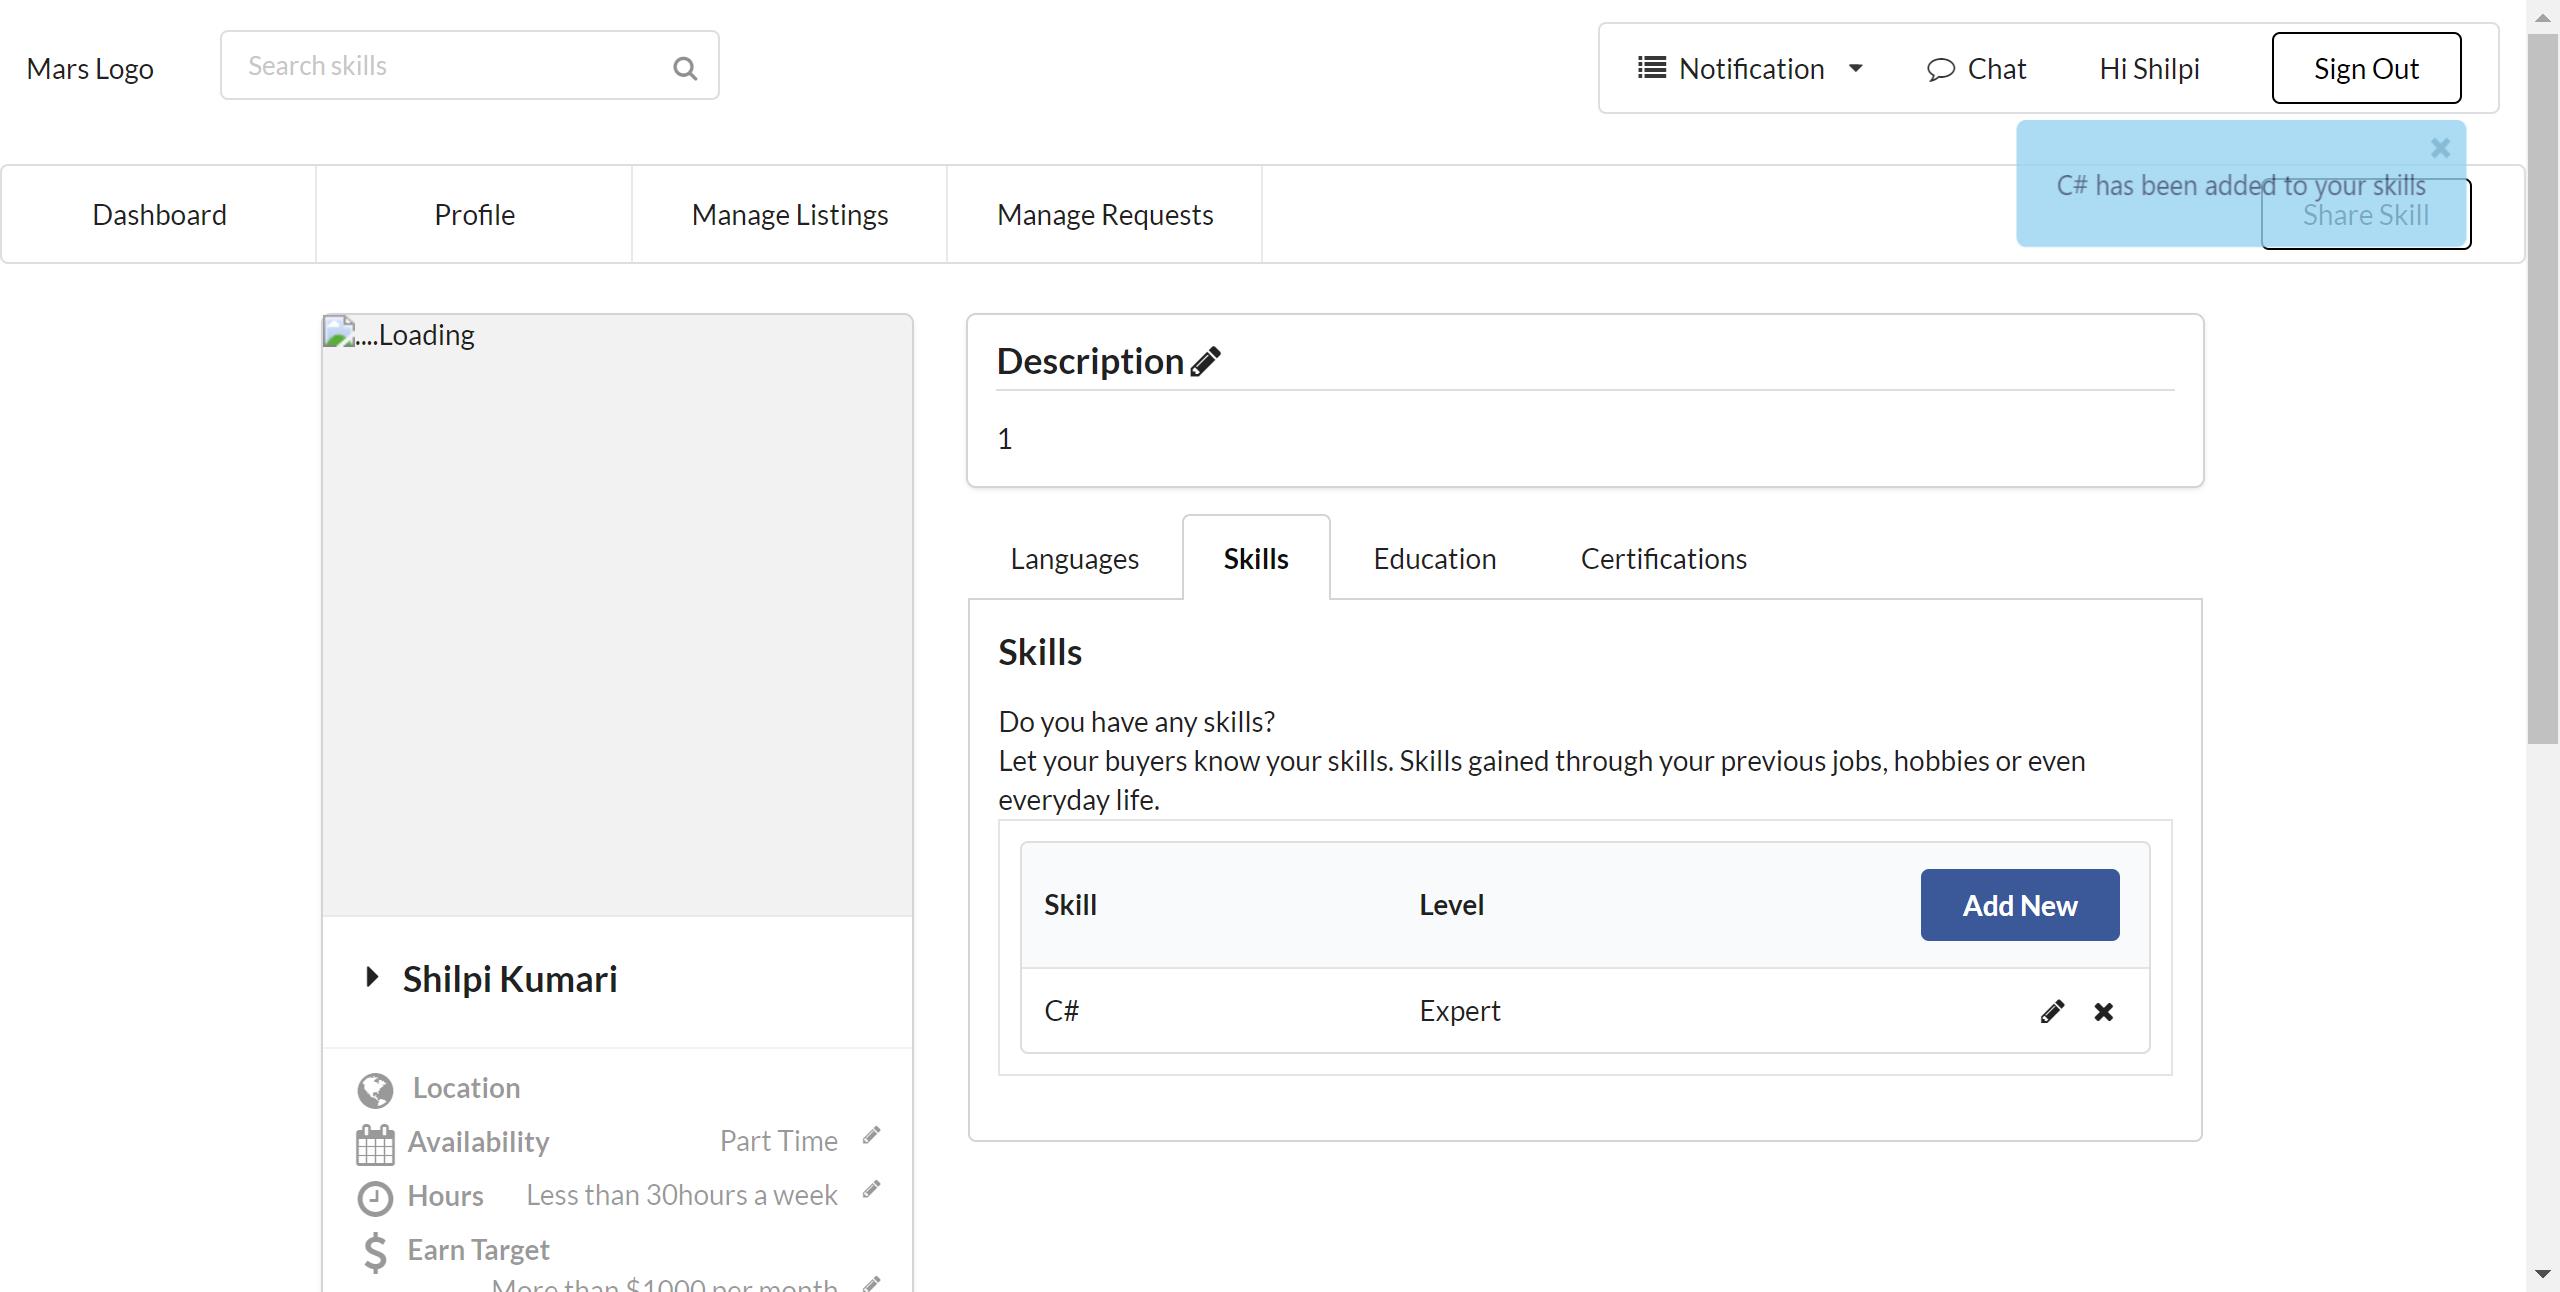 Mars Logo
Search skills
Notification
Chat
Hi Shilpi
Sign Out
C# has been added to your skills
Dashboard
Profile
Manage Listings
Manage Requests
Share Skill
....Loading
Shilpi Kumari
Location
Availability Part Time
Hours Less than 30hours a week
Earn Target
More than $1000 per month
Description
1
Languages
Skills
Education
Certifications
Skills
Do you have any skills?
Let your buyers know your skills. Skills gained through your previous jobs, hobbies or even
everyday life.
Skill Level Add New
C# Expert